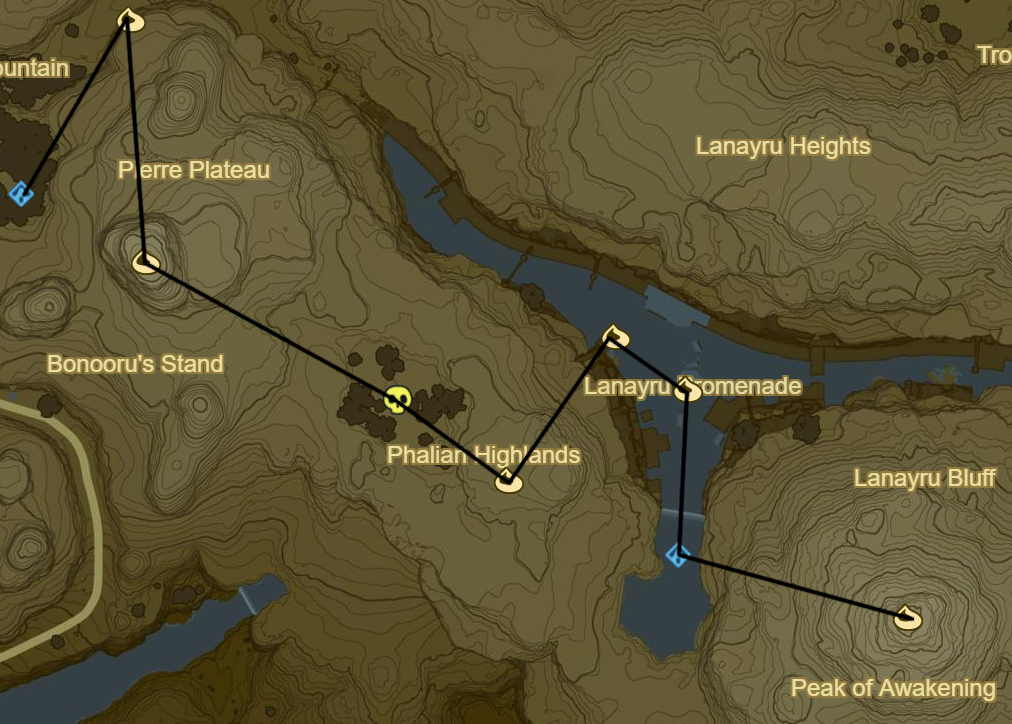 ountain
Tro
Lanayru Heights
Pierre Plateau
Bonooru's Stand
Lanayru Promenade
Phalian Highlands
Lanayru Bluff
Peak of Awakening